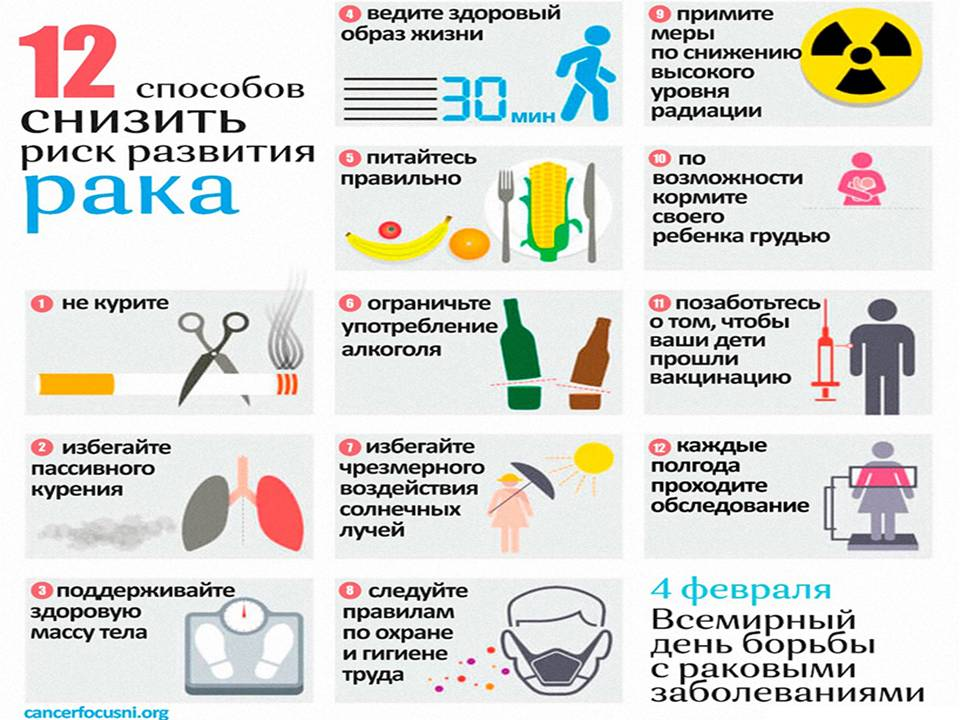 12 способов
снизить
риск развития
рака
1 не курите
2 избегайте
пассивного
курения
3 поддерживайте
здоровую
массу тела
4 ведите здоровый
образ жизни
30 мин
5 питайтесь
правильно
6 ограничьте
употребление
алкоголя
7 избегайте
чрезмерного
воздействия
солнечных
лучей
8 следуйте
правилам
по охране
и гигиене
труда
9 примите
меры
по снижению
высокого
уровня
радиации
10 по
возможности
кормите
своего
ребенка грудью
11 позаботьтесь
о том, чтобы
ваши дети
прошли
вакцинацию
12 каждые
полгода
проходите
обследование
4 февраля
Всемирный
день борьбы
с раковыми
заболеваниями
cancerfocusni.org